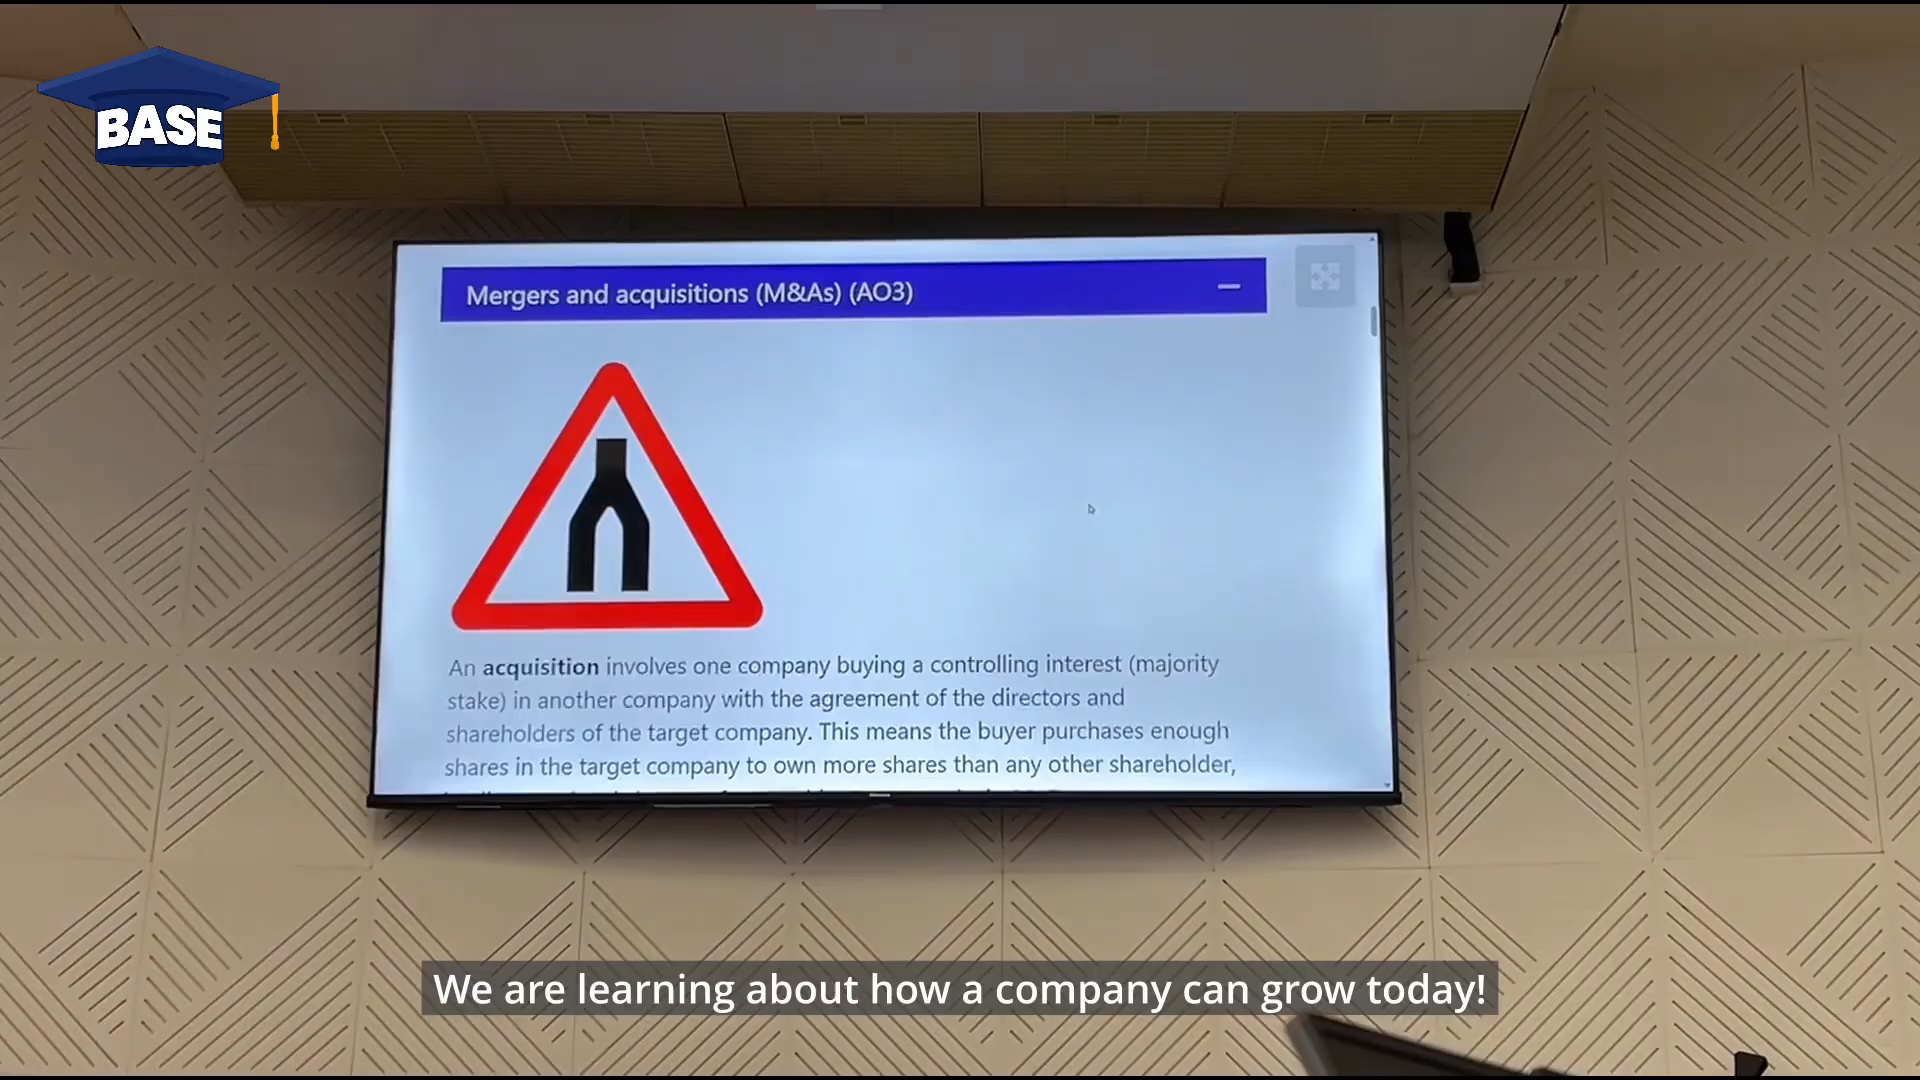 BASE
Mergers and acquisitions (M&As) (AO3)
An acquisition involves one company buying a controlling interest (majority
stake) in another company with the agreement of the directors and
shareholders of the target company. This means the buyer purchases enough
shares in the target company to own more shares than any other shareholder,
We are learning about how a company can grow today!